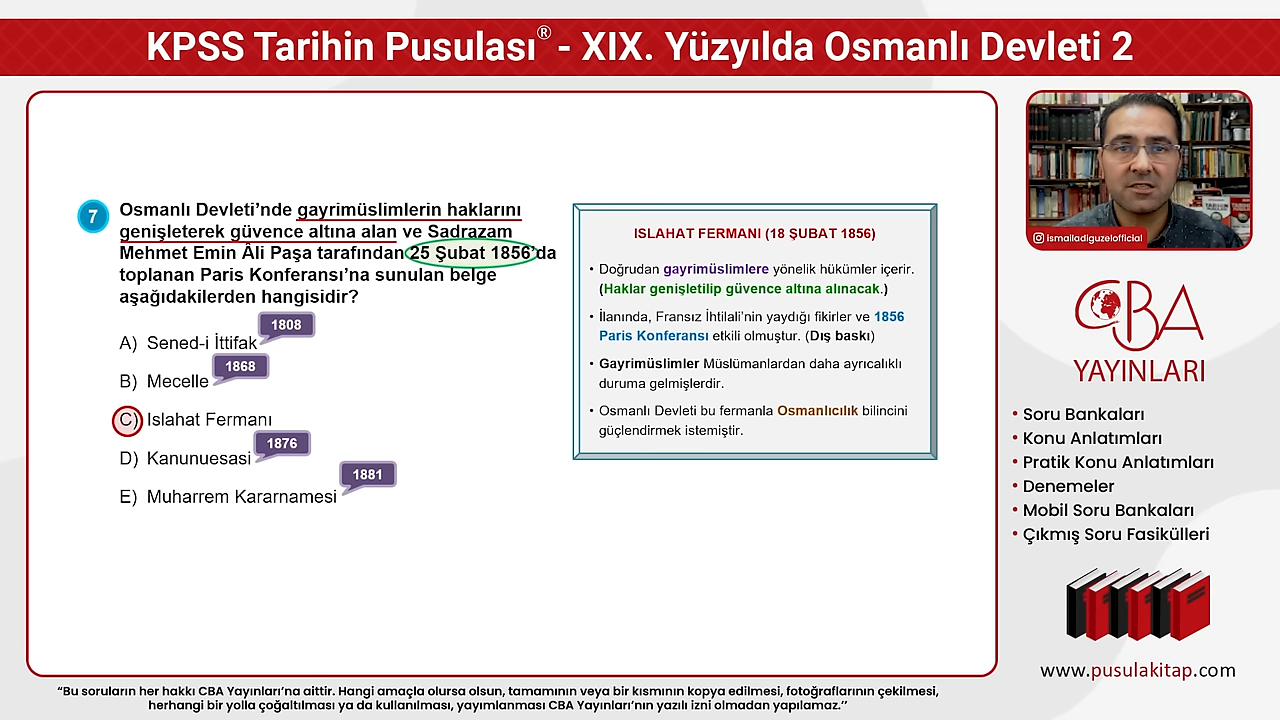 KPSS Tarihin Pusulası® - XIX. Yüzyılda Osmanlı Devleti 2
7
Osmanlı Devleti’nde gayrimüslimlerin haklarını
genişleterek güvence altına alan ve Sadrazam
Mehmet Emin Âli Paşa tarafından 25 Şubat 1856’da
toplanan Paris Konferansı’na sunulan belge
aşağıdakilerden hangisidir?
A) Sened-i İttifak
1808
B) Mecelle
1868
C) Islahat Fermanı
D) Kanunuesasi
1876
E) Muharrem Kararnamesi
1881
ISLAHAT FERMANI (18 ŞUBAT 1856)
• Doğrudan gayrimüslimlere yönelik hükümler içerir.
(Haklar genişletilip güvence altına alınacak.)
• İlanında, Fransız İhtilali’nin yaydığı fikirler ve 1856
Paris Konferansı etkili olmuştur. (Dış baskı)
• Gayrimüslimler Müslümanlardan daha ayrıcalıklı
duruma gelmişlerdir.
• Osmanlı Devleti bu fermanla Osmanlıcılık bilincini
güçlendirmek istemiştir.
ismailadiguzelofficial
CBA
YAYINLARI
• Soru Bankaları
• Konu Anlatımları
• Pratik Konu Anlatımları
• Denemeler
• Mobil Soru Bankaları
• Çıkmış Soru Fasikülleri
www.pusulakitap.com
“Bu soruların her hakkı CBA Yayınları’na aittir. Hangi amaçla olursa olsun, tamamının veya bir kısmının kopya edilmesi, fotoğraflarının çekilmesi,
herhangi bir yolla çoğaltılması ya da kullanılması, yayımlanması CBA Yayınları’nın yazılı izni olmadan yapılamaz.’’